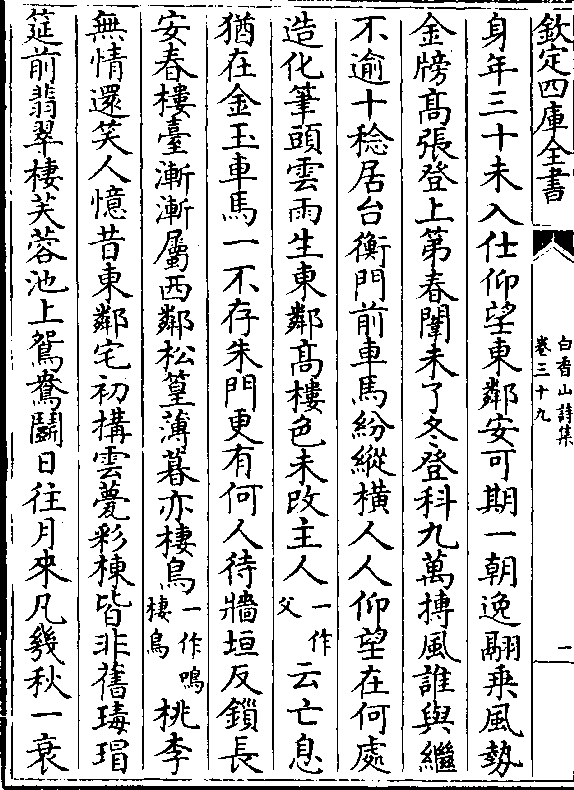 欽定四庫全書
白香山詩集
卷三十九
一
身年三十未入仕仰望東鄰安可期一朝逸翮乘風勢
金牓髙張登上第春闈未了冬登科九萬摶風誰與繼
不逾十稔居台衡門前車馬紛縱橫人人仰望在何處
造化筆頭雲雨生東鄰髙樓色未改主人一作父云亡息
猶在金玉車馬一不存朱門更有何人待牆垣反鎖長
安春樓臺漸漸屬西鄰松篁薄暮亦棲鳥一作鳴棲鳥桃李
無情還笑人憶昔東鄰宅初搆雲甍彩棟皆非舊瑇瑁
筵前翡翠棲芙蓉池上鴛鴦鬭日往月來凡幾秋一衰